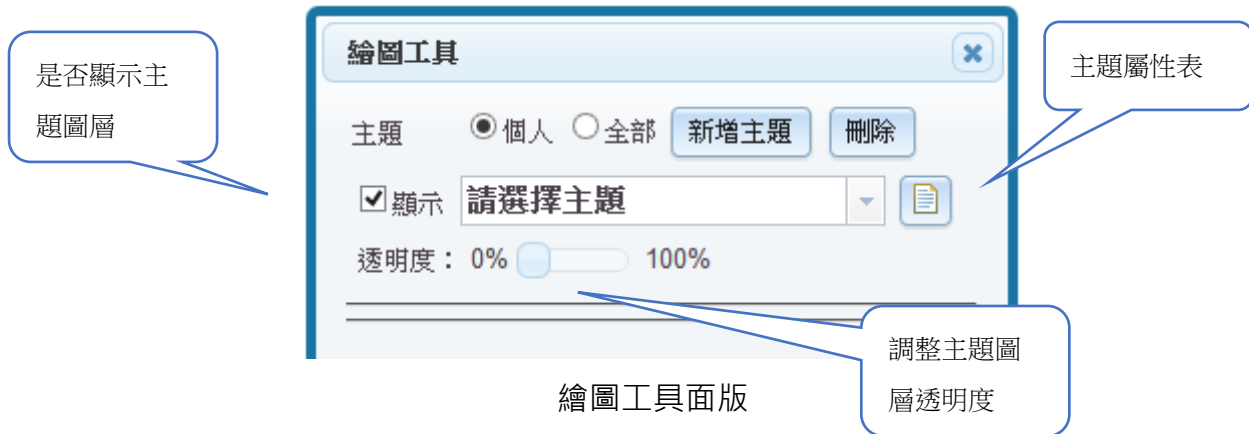 繪圖工具
主題 個人 全部 新增主題 刪除
顯示 請選擇主題
透明度：0% 100%
是否顯示主
題圖層
主題屬性表
調整主題圖
層透明度
繪圖工具面版